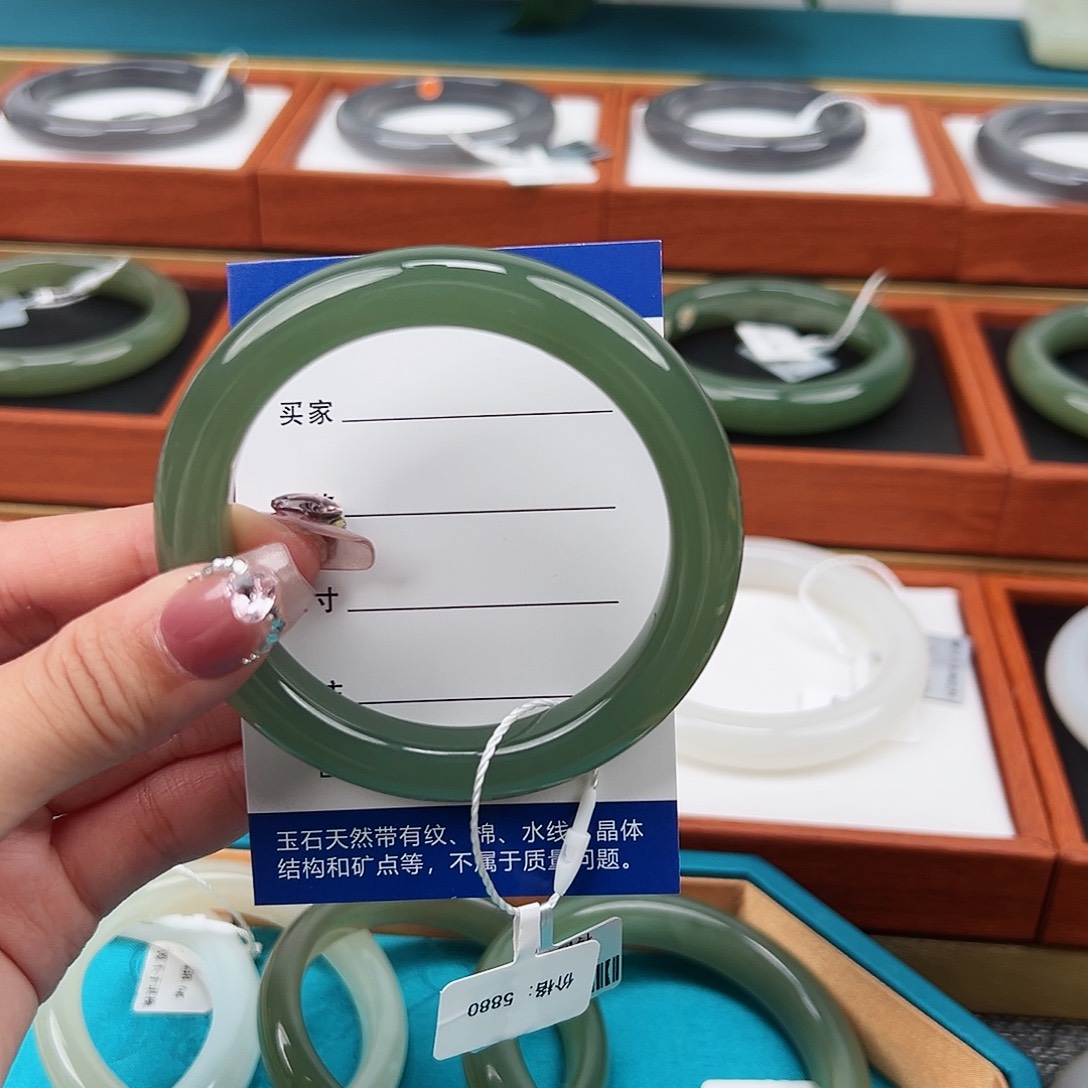 买家
寸
玉石天然带有纹、棉、水线、晶体
结构和矿点等，不属于质量问题。
价格：5880